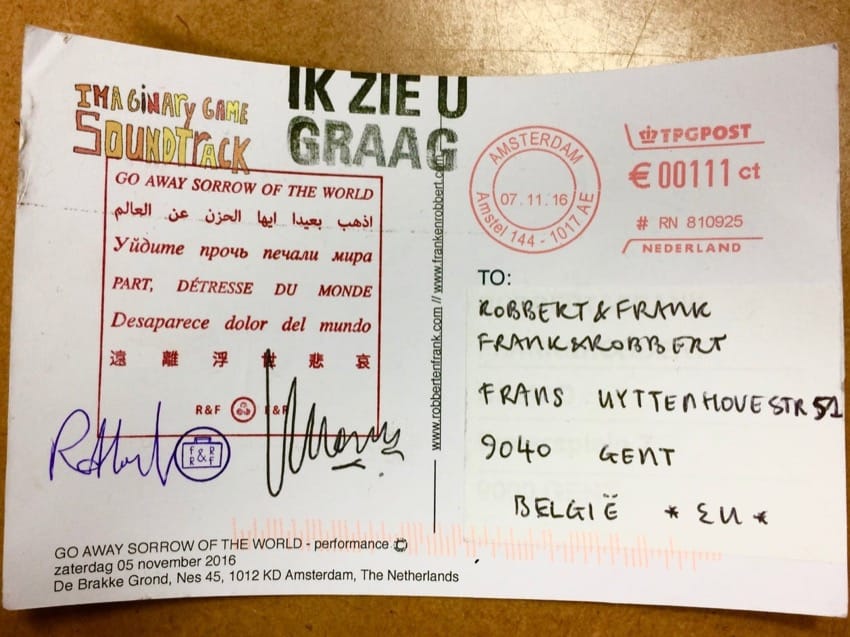 IMAGINARY GAME
SOUNDTRACK
IK ZIE U
GRAAG
GO AWAY SORROW OF THE WORLD
اذهب بعيدا ايها الحزن عن العالم
Уйдите прочь печали мира
PART, DÉTRESSE DU MONDE
Desaparece dolor del mundo
遠離浮世悲哀
R&F R&F
F&R
R&F
www.robbertenfrank.com // www.frankenrobbert.com
AMSTERDAM
07.11.16
Amstel 144 - 1017 AE
TPGPOST
€ 00111 ct
# RN 810925
NEDERLAND
TO:
ROBBERT & FRANK
FRANK & ROBBERT
FRANS UYTTENHOVESTR 51
9040 GENT
BELGIË * EU *
GO AWAY SORROW OF THE WORLD - performance
zaterdag 05 november 2016
De Brakke Grond, Nes 45, 1012 KD Amsterdam, The Netherlands